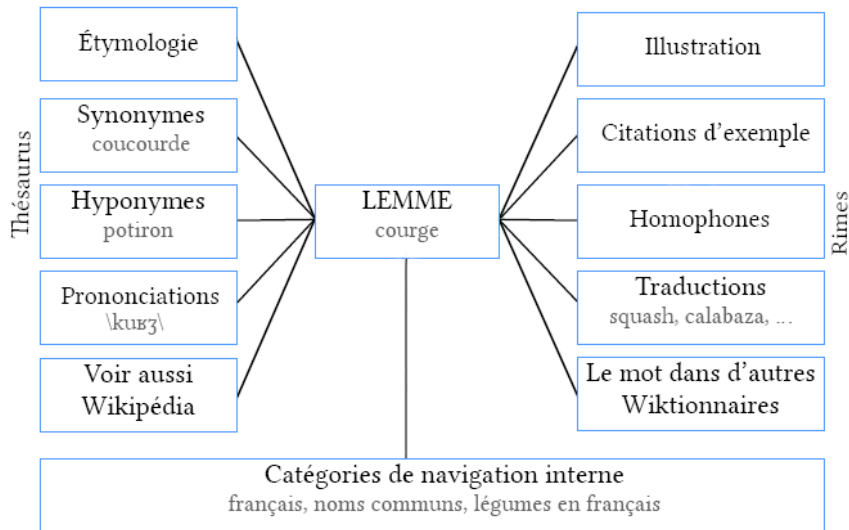 Étymologie
Synonymes
coucourde
Hyponymes
potiron
Prononciations
\kuʁʒ\
Voir aussi
Wikipédia
Thésaurus
LEMME
courge
Illustration
Citations d’exemple
Homophones
Traductions
squash, calabaza, ...
Le mot dans d’autres
Wiktionnaires
Rimes
Catégories de navigation interne
français, noms communs, légumes en français